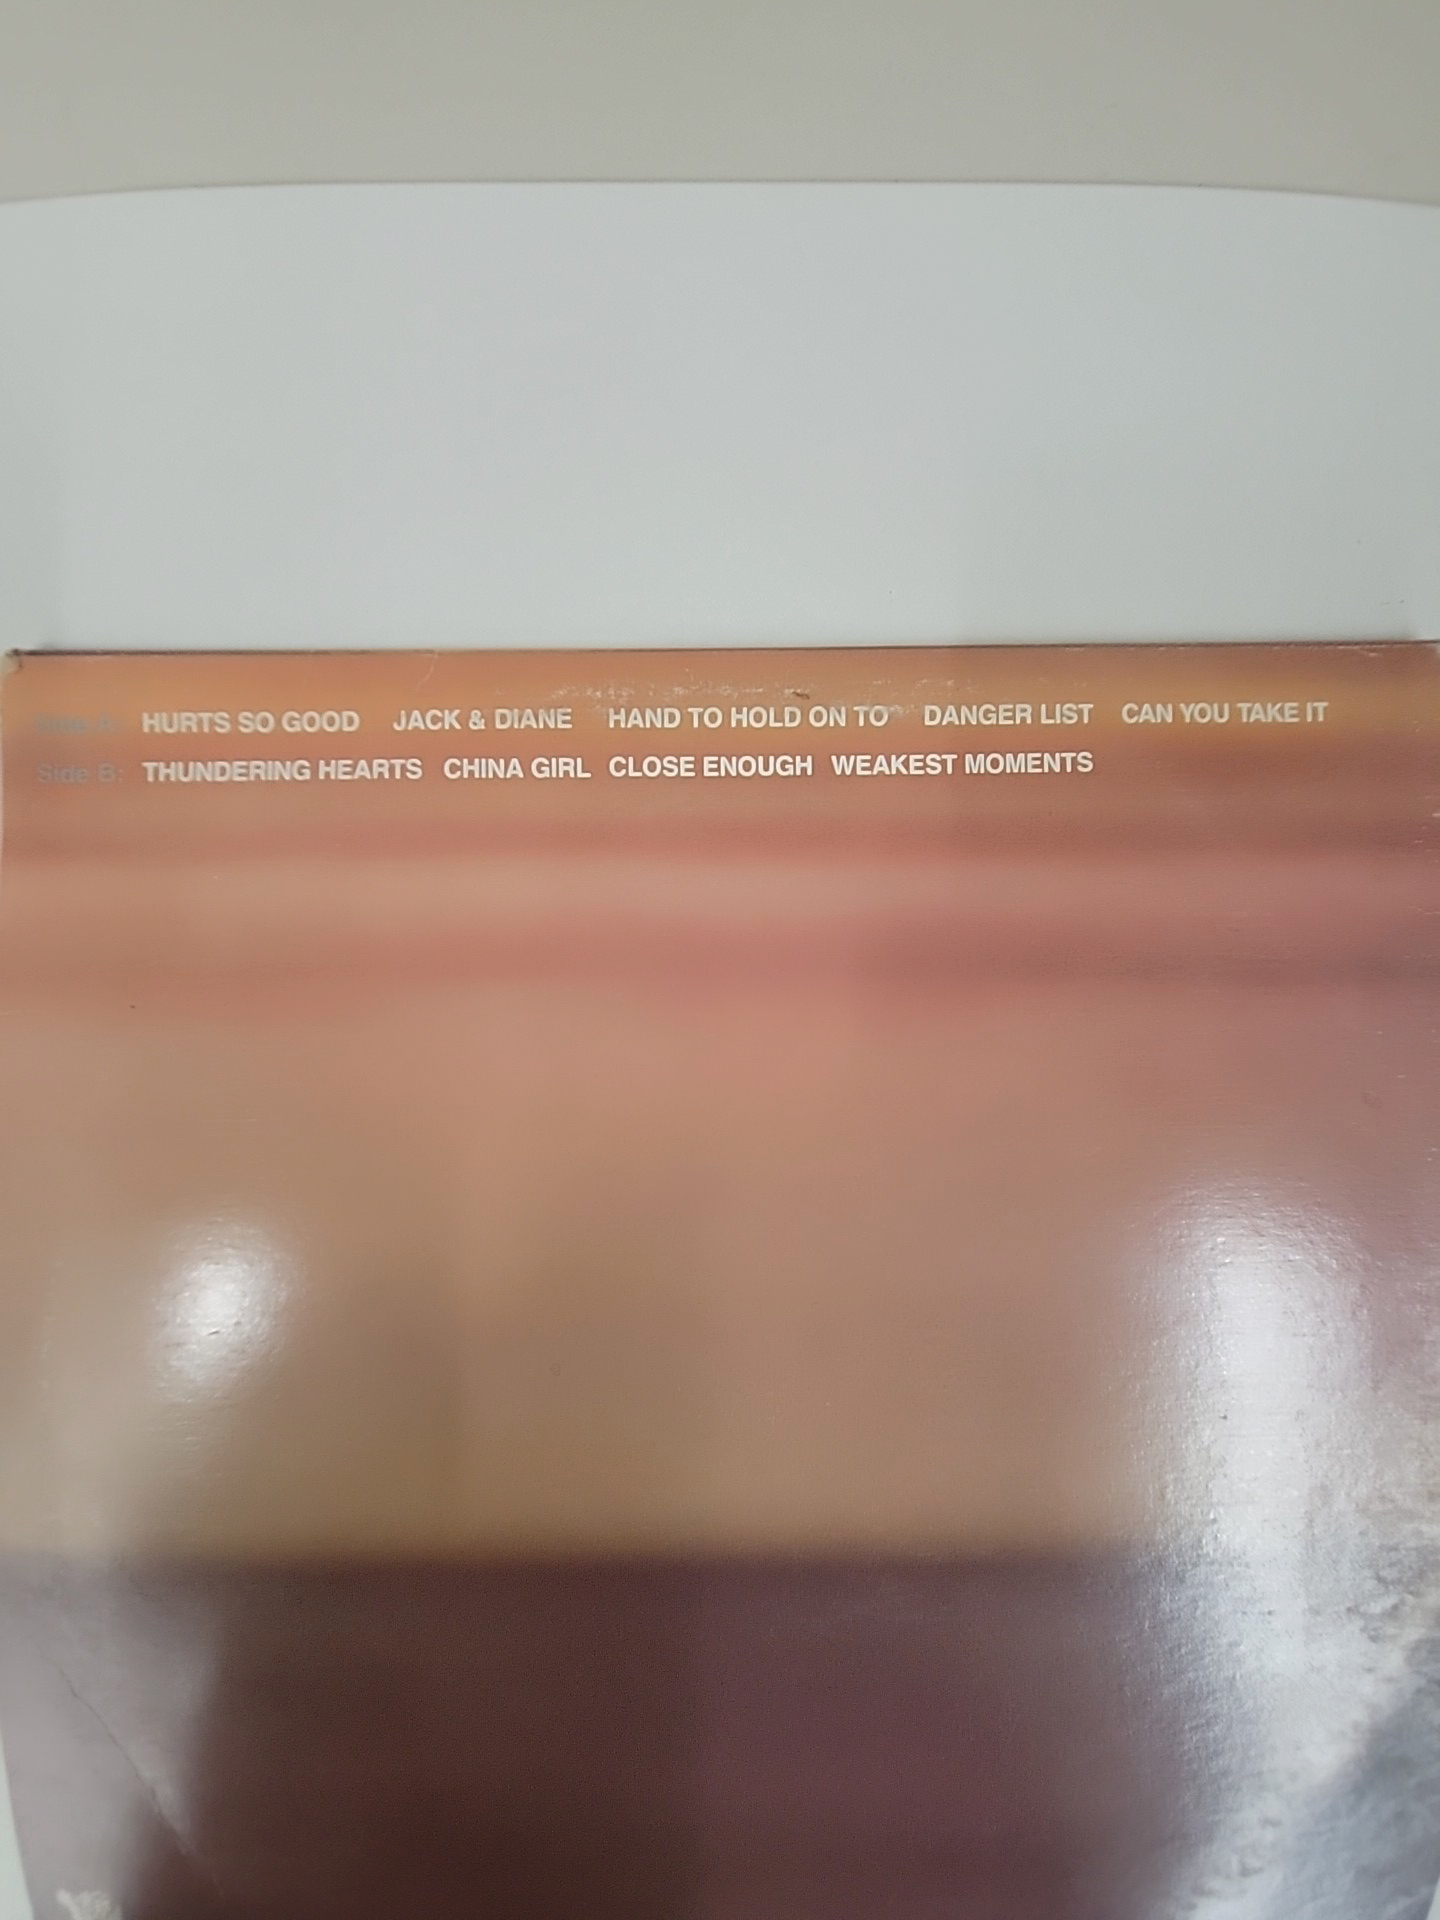 HURTS SO GOOD JACK & DIANE HAND TO HOLD ON TO DANGER LIST CAN YOU TAKE IT
Side B: THUNDERING HEARTS CHINA GIRL CLOSE ENOUGH WEAKEST MOMENTS